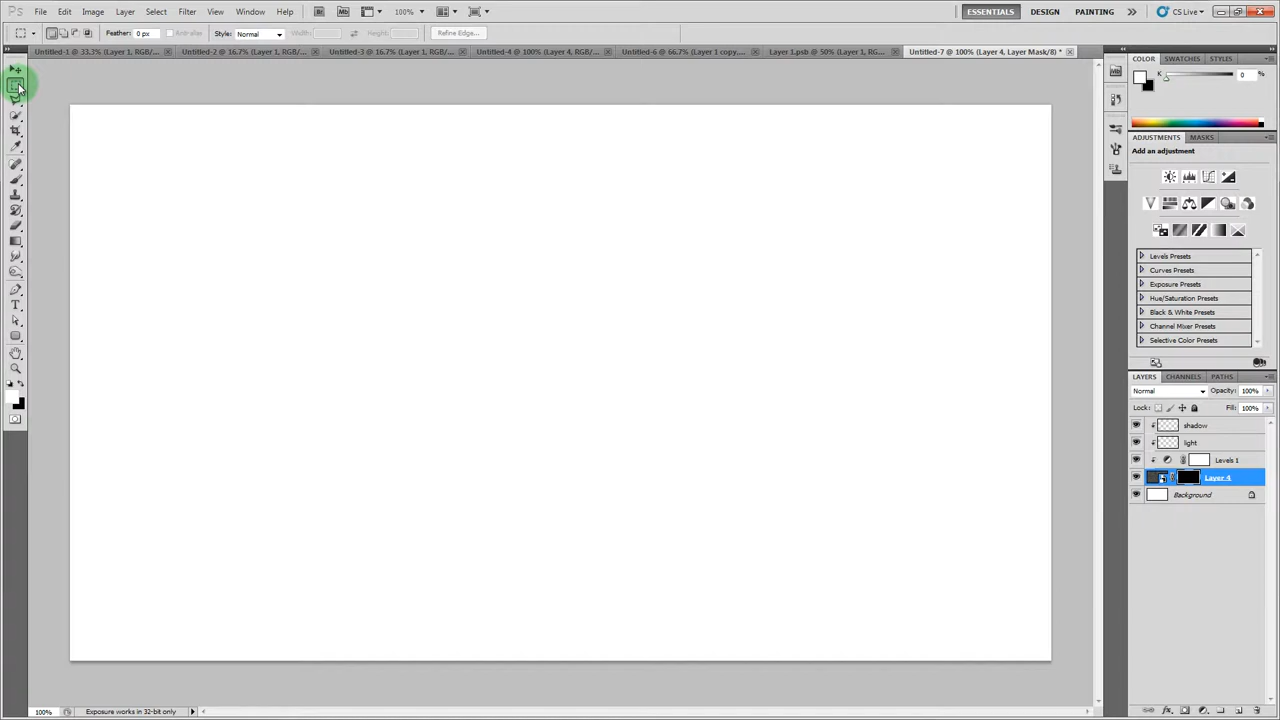 Ps File Edit Image Layer Select Filter View Window Help 100% ESSENTIALS DESIGN PAINTING CS Live
Feather: 0 px Anti-alias Style: Normal Width: Height: Refine Edge...
Untitled-1 @ 33.3% (Layer 1, RGB/... Untitled-2 @ 16.7% (Layer 1, RGB/... Untitled-3 @ 16.7% (Layer 1, RGB/... Untitled-4 @ 100% (Layer 4, RGB/... Untitled-6 @ 66.7% (Layer 1 copy,... Layer 1.psb @ 50% (Layer 1, RG... Untitled-7 @ 100% (Layer 4, Layer Mask/8) *
COLOR SWATCHES STYLES
K 0 %
ADJUSTMENTS MASKS
Add an adjustment
Levels Presets
Curves Presets
Exposure Presets
Hue/Saturation Presets
Black & White Presets
Channel Mixer Presets
Selective Color Presets
LAYERS CHANNELS PATHS
Normal Opacity: 100%
Lock: Fill: 100%
shadow
light
Levels 1
Layer 4
Background
100% Exposure works in 32-bit only